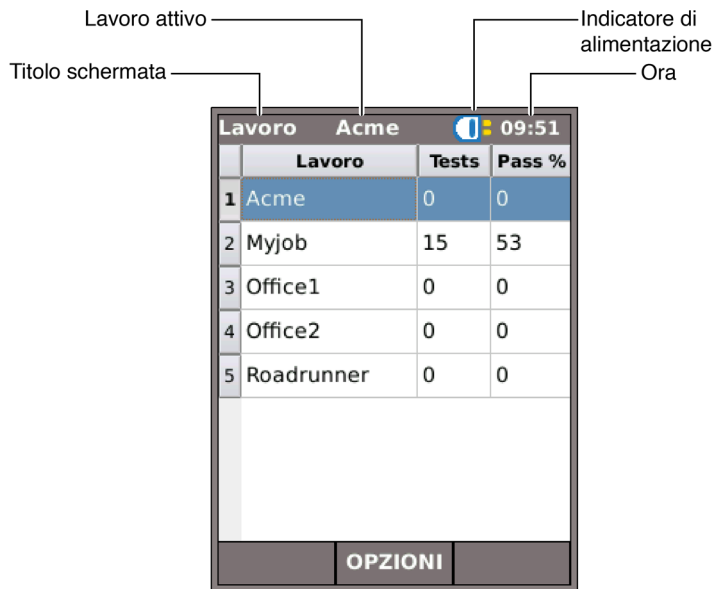 Lavoro attivo
Indicatore di
alimentazione
Titolo schermata
Ora
Lavoro Acme 09:51
Lavoro Tests Pass %
1 Acme 0 0
2 Myjob 15 53
3 Office1 0 0
4 Office2 0 0
5 Roadrunner 0 0
OPZIONI